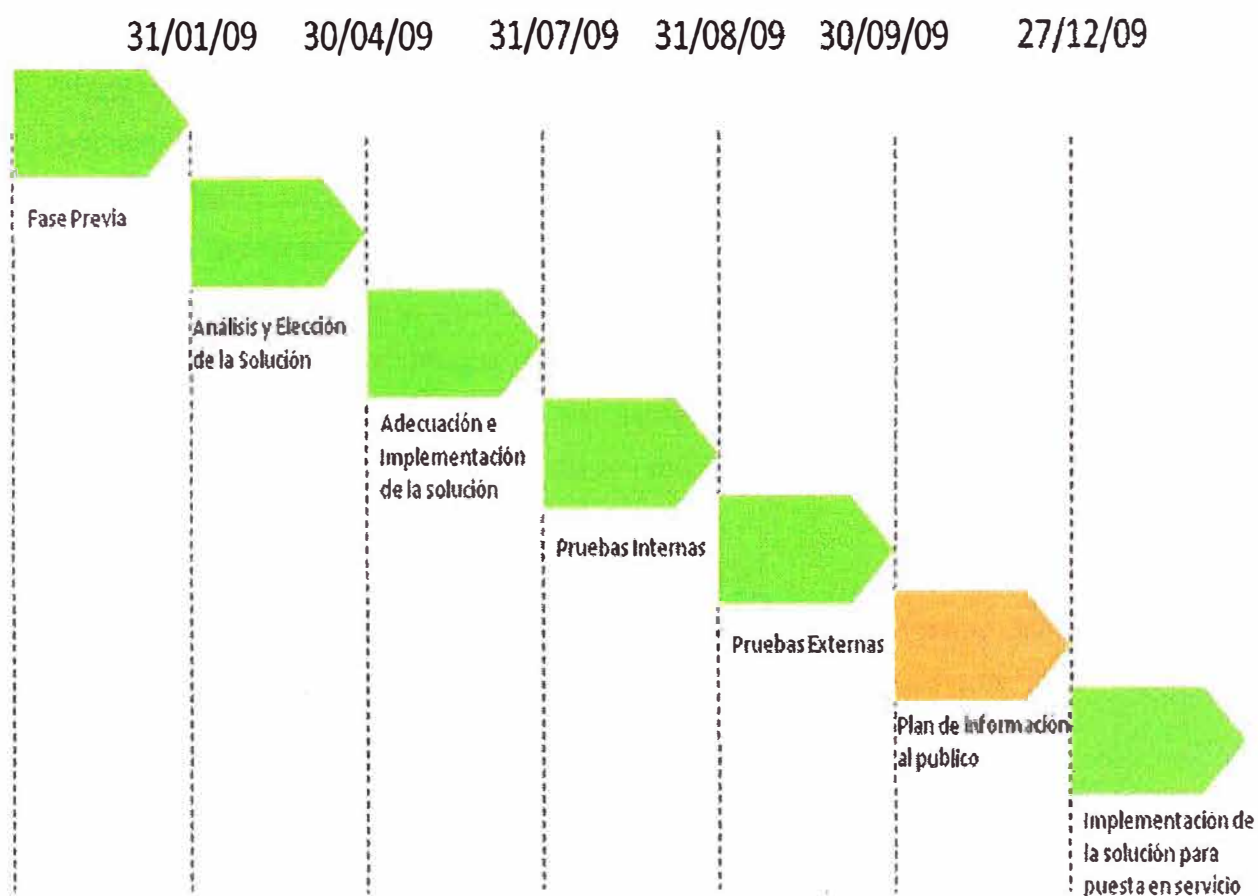 31/01/09 30/04/09 31/07/09 31/08/09 30/09/09 27/12/09
Fase Previa
Análisis y Elección
de la Solución
Adecuación e
Implementación
de la solución
Pruebas Internas
Pruebas Externas
Plan de Información
al publico
Implementación de
la solución para
puesta en servicio